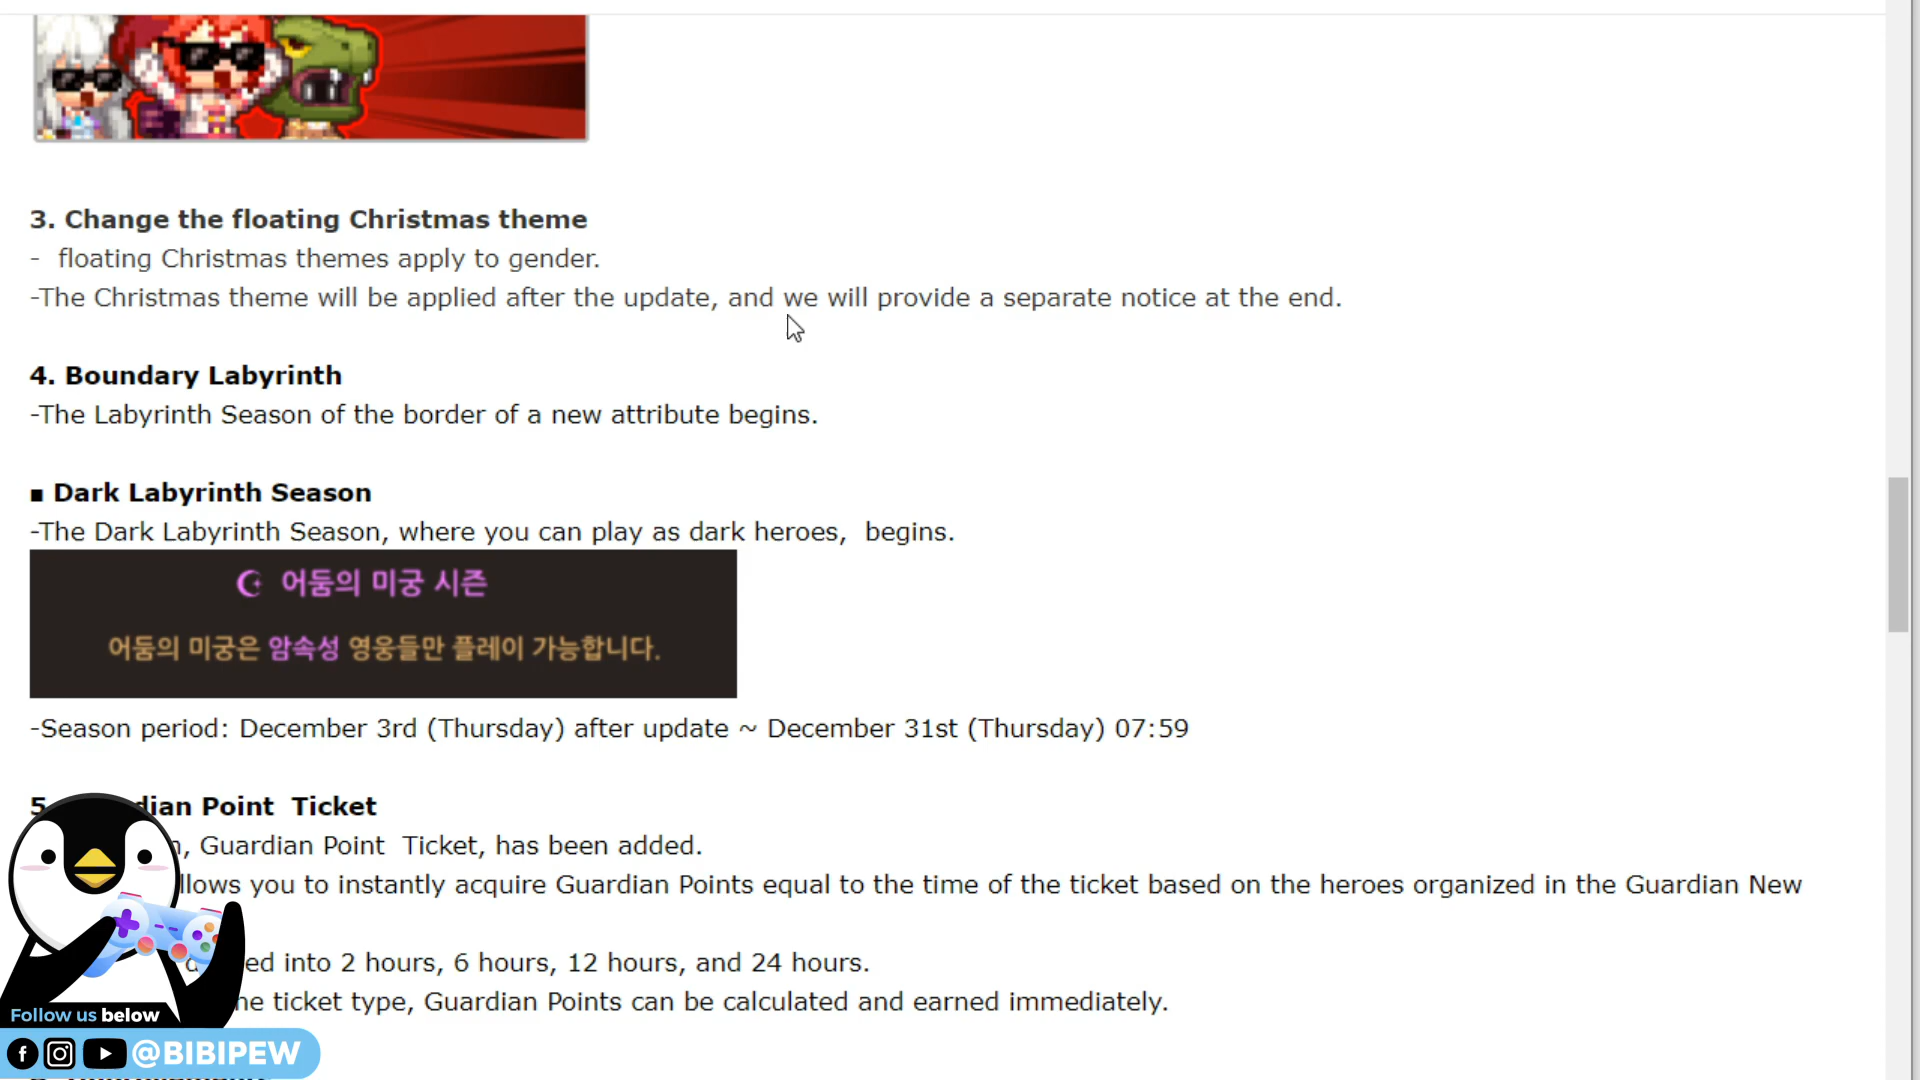 3. Change the floating Christmas theme
-  floating Christmas themes apply to gender.
-The Christmas theme will be applied after the update, and we will provide a separate notice at the end.
4. Boundary Labyrinth
-The Labyrinth Season of the border of a new attribute begins.
■ Dark Labyrinth Season
-The Dark Labyrinth Season, where you can play as dark heroes,  begins.
어둠의 미궁 시즌
어둠의 미궁은 암속성 영웅들만 플레이 가능합니다.
-Season period: December 3rd (Thursday) after update ~ December 31st (Thursday) 07:59
5. Point  Ticket
Guardian Point  Ticket, has been added.
you to instantly acquire Guardian Points equal to the time of the ticket based on the heroes organized in the Guardian New
into 2 hours, 6 hours, 12 hours, and 24 hours.
ticket type, Guardian Points can be calculated and earned immediately.
Follow us below
@BIBIPEW